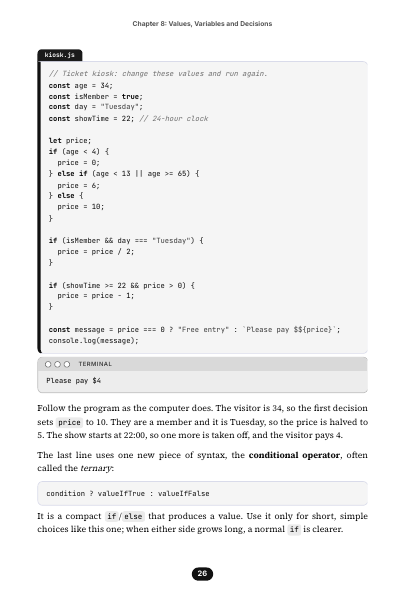 Chapter 8: Values, Variables and Decisions
kiosk.js
// Ticket kiosk: change these values and run again.
const age = 34;
const isMember = true;
const day = "Tuesday";
const showTime = 22; // 24-hour clock
let price;
if (age < 4) {
  price = 0;
} else if (age < 13 || age >= 65) {
  price = 6;
} else {
  price = 10;
}
if (isMember && day === "Tuesday") {
  price = price / 2;
}
if (showTime >= 22 && price > 0) {
  price = price - 1;
}
const message = price === 0 ? "Free entry" : `Please pay $${price}`;
console.log(message);
TERMINAL
Please pay $4
Follow the program as the computer does. The visitor is 34, so the first decision
sets price to 10. They are a member and it is Tuesday, so the price is halved to
5. The show starts at 22:00, so one more is taken off, and the visitor pays 4.
The last line uses one new piece of syntax, the conditional operator, often
called the ternary:
condition ? valueIfTrue : valueIfFalse
It is a compact if/else that produces a value. Use it only for short, simple
choices like this one; when either side grows long, a normal if is clearer.
26